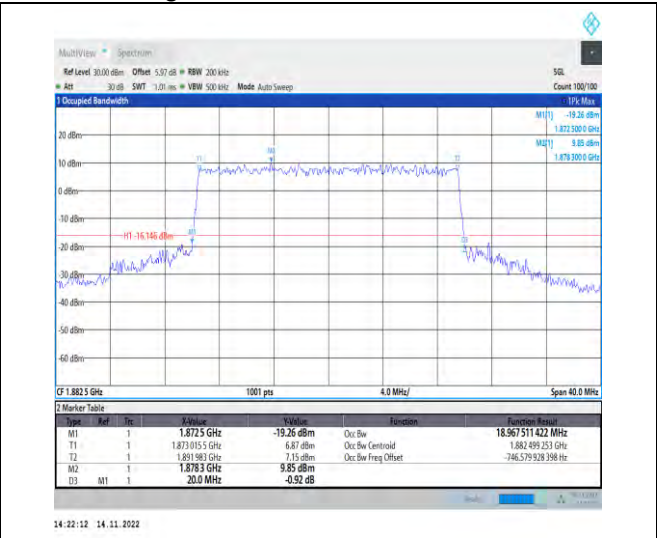 MultiView Spectrum
Ref Level 30.00 dBm Offset 5.97 dB RBW 200 kHz SGL
Att 30 dB SWT 1.01 ms VBW 500 kHz Mode Auto Sweep Count 100/100
1 Occupied Bandwidth 1Pk Max
M1[1] -19.26 dBm
1.872 500 0 GHz
M2[1] 9.85 dBm
1.878 300 0 GHz
20 dBm
M2
T1
T2
10 dBm
0 dBm
-10 dBm
H1 -16.146 dBm
M1
D3
-20 dBm
-30 dBm
-40 dBm
-50 dBm
-60 dBm
CF 1.882 5 GHz 1001 pts 4.0 MHz/ Span 40.0 MHz
2 Marker Table
Type Ref Trc X-Value Y-Value Function Function Result
M1 1 1.872 5 GHz -19.26 dBm Occ Bw 18.967 511 422 MHz
T1 1 1.873 015 5 GHz 6.87 dBm Occ Bw Centroid 1.882 499 253 GHz
T2 1 1.891 983 GHz 7.15 dBm Occ Bw Freq Offset -746.579 928 398 Hz
M2 1 1.878 3 GHz 9.85 dBm
D3 M1 1 20.0 MHz -0.92 dB
14:22:12 14.11.2022